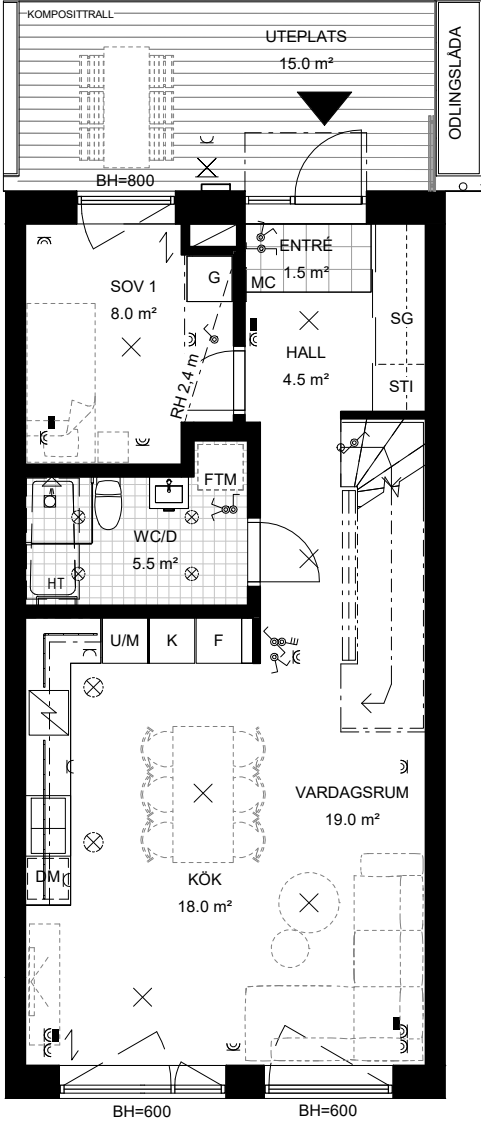 KOMPOSITTRALL
UTEPLATS
15.0 m²
ODLINGSLÅDA
BH=800
ENTRÉ
1.5 m²
G
MC
SOV 1
8.0 m²
SG
HALL
4.5 m²
STI
RH 2,4 m
FTM
WC/D
5.5 m²
HT
U/M
K
F
VARDAGSRUM
19.0 m²
DM
KÖK
18.0 m²
BH=600
BH=600